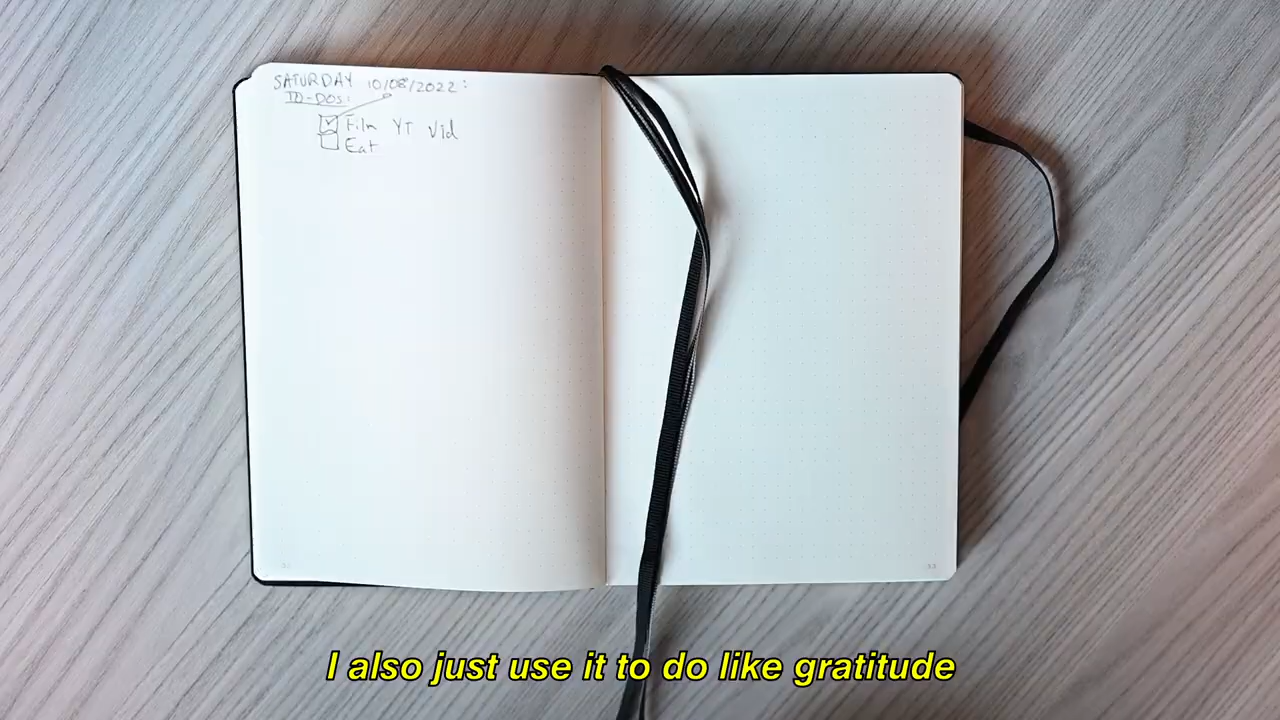 SATURDAY 10/08/2022:
TO-DOS:
Film YT Vid
Eat
I also just use it to do like gratitude